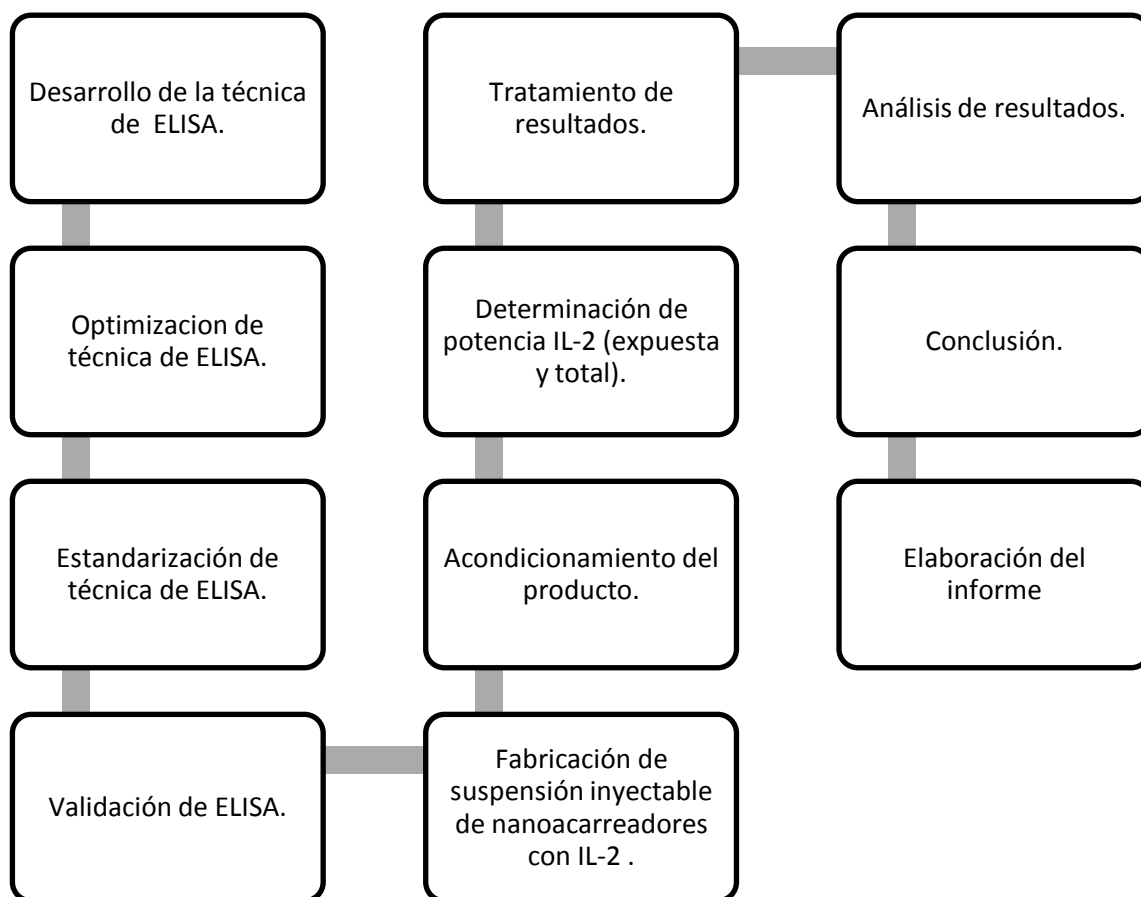 Desarrollo de la técnica
de ELISA.
Optimizacion de
técnica de ELISA.
Estandarización de
técnica de ELISA.
Validación de ELISA.
Fabricación de
suspensión inyectable
de nanoacarreadores
con IL-2 .
Acondicionamiento del
producto.
Determinación de
potencia IL-2 (expuesta
y total).
Tratamiento de
resultados.
Análisis de resultados.
Conclusión.
Elaboración del
informe